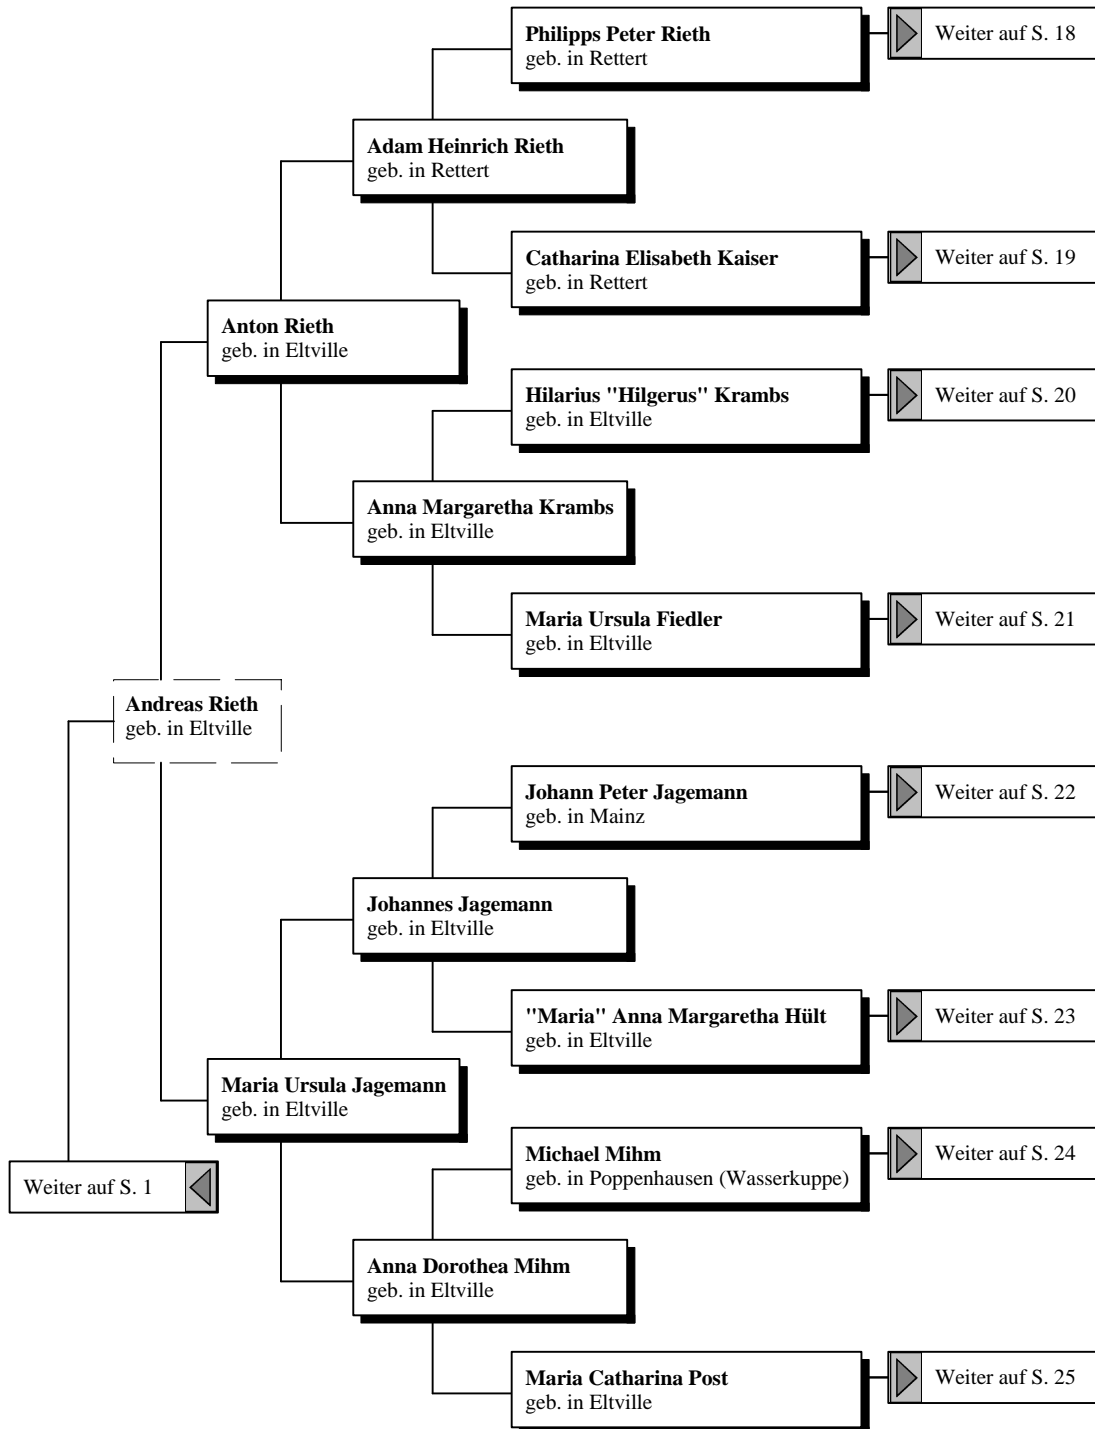 Philipps Peter Rieth
geb. in Rettert
Weiter auf S. 18
Adam Heinrich Rieth
geb. in Rettert
Catharina Elisabeth Kaiser
geb. in Rettert
Weiter auf S. 19
Anton Rieth
geb. in Eltville
Hilarius "Hilgerus" Krambs
geb. in Eltville
Weiter auf S. 20
Anna Margaretha Krambs
geb. in Eltville
Maria Ursula Fiedler
geb. in Eltville
Weiter auf S. 21
Andreas Rieth
geb. in Eltville
Johann Peter Jagemann
geb. in Mainz
Weiter auf S. 22
Johannes Jagemann
geb. in Eltville
"Maria" Anna Margaretha Hült
geb. in Eltville
Weiter auf S. 23
Maria Ursula Jagemann
geb. in Eltville
Michael Mihm
geb. in Poppenhausen (Wasserkuppe)
Weiter auf S. 24
Weiter auf S. 1
Anna Dorothea Mihm
geb. in Eltville
Maria Catharina Post
geb. in Eltville
Weiter auf S. 25